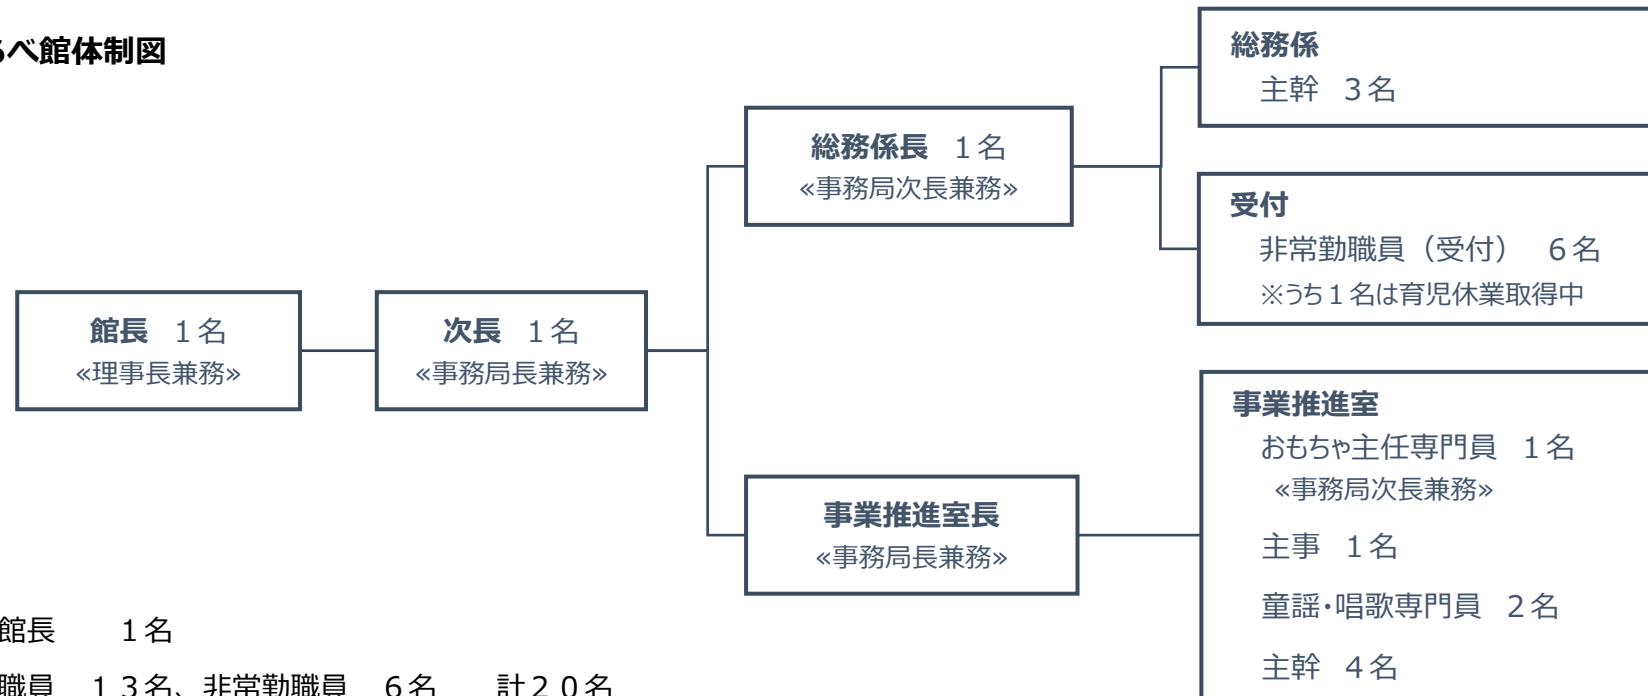 べ館体制図
総務係
主幹 3名
総務係長 1名
«事務局次長兼務»
受付
非常勤職員（受付） 6名
※うち1名は育児休業取得中
館長 1名
«理事長兼務»
次長 1名
«事務局長兼務»
事業推進室長
«事務局長兼務»
事業推進室
おもちゃ主任専門員 1名
«事務局次長兼務»
主事 1名
童謡・唱歌専門員 2名
主幹 4名
館長 1名
職員 13名、非常勤職員 6名 計20名